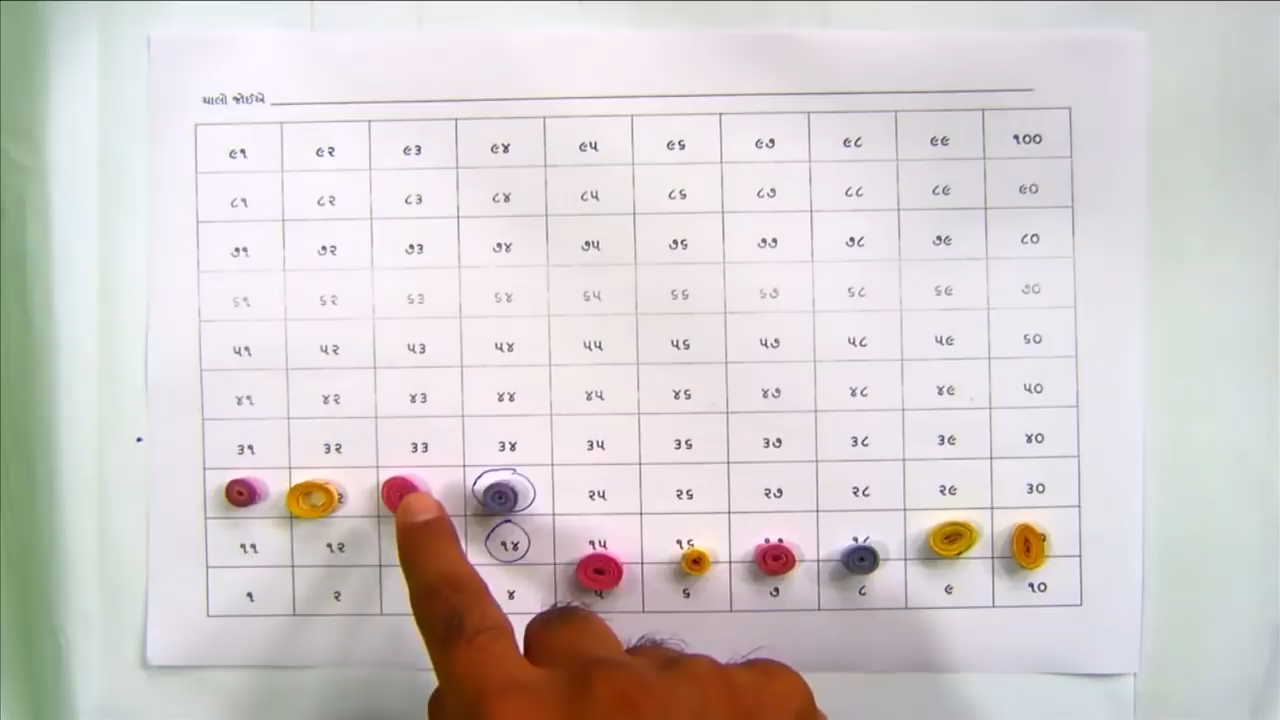 ચાલો જોઈએ
૯૧ ૯૨ ૯૩ ૯૪ ૯૫ ૯૬ ૯૭ ૯૮ ૯૯ ૧૦૦
૮૧ ૮૨ ૮૩ ૮૪ ૮૫ ૮૬ ૮૭ ૮૮ ૮૯ ૯૦
૭૧ ૭૨ ૭૩ ૭૪ ૭૫ ૭૬ ૭૭ ૭૮ ૭૯ ૮૦
૬૧ ૬૨ ૬૩ ૬૪ ૬૫ ૬૬ ૬૭ ૬૮ ૬૯ ૭૦
૫૧ ૫૨ ૫૩ ૫૪ ૫૫ ૫૬ ૫૭ ૫૮ ૫૯ ૬૦
૪૧ ૪૨ ૪૩ ૪૪ ૪૫ ૪૬ ૪૭ ૪૮ ૪૯ ૫૦
૩૧ ૩૨ ૩૩ ૩૪ ૩૫ ૩૬ ૩૭ ૩૮ ૩૯ ૪૦
૨૫ ૨૬ ૨૭ ૨૮ ૨૯ ૩૦
૧૧ ૧૨ ૧૪ ૧૫ ૧૬
૧ ૨ ૪ ૫ ૬ ૭ ૮ ૯ ૧૦